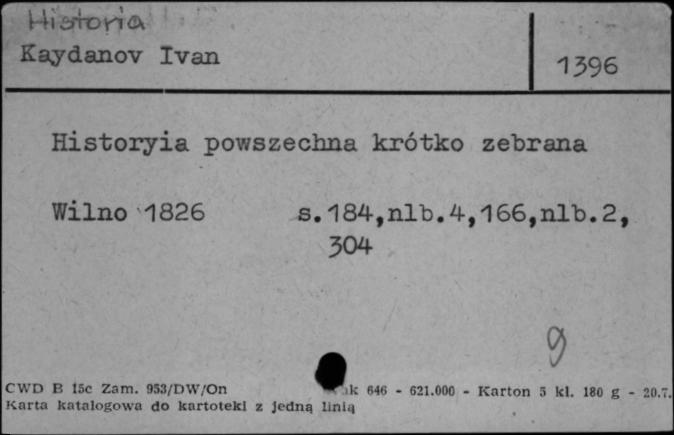 Historia
Kaydanov Ivan
1396
Historyia powszechna krótko zebrana
Wilno 1826 s.184,nlb.4,166,nlb.2,
304
9
CWD B 15c Zam. 953/DW/On 646 - 621.000 - Karton 5 kl. 180 g - 20.7.
Karta katalogowa do kartoteki z jedną linią